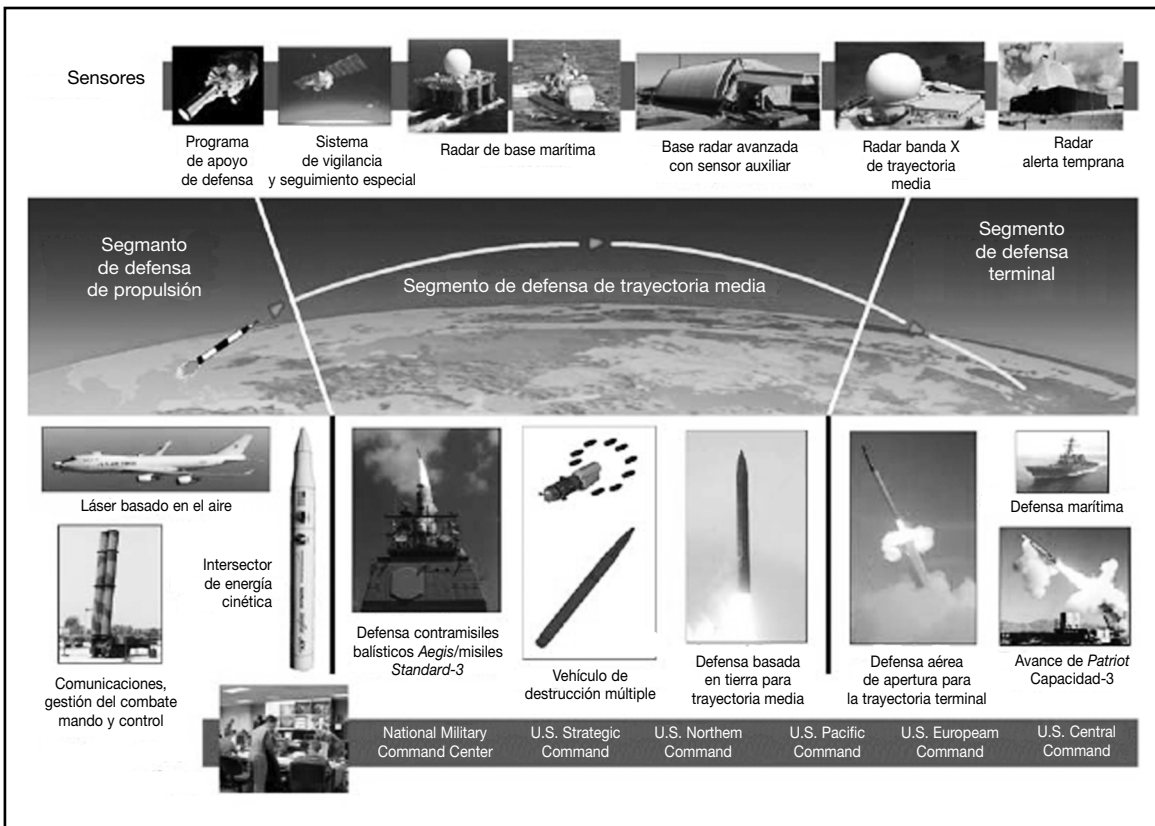 Sensores
Programa
de apoyo
de defensa
Sistema
de vigilancia
y seguimiento especial
Radar de base marítima
Base radar avanzada
con sensor auxiliar
Radar banda X
de trayectoria
media
Radar
alerta temprana
Segmanto
de defensa
de propulsión
Segmento de defensa de trayectoria media
Segmento
de defensa
terminal
Láser basado en el aire
Comunicaciones,
gestión del combate
mando y control
Intersector
de energía
cinética
Defensa contramisiles
balísticos Aegis/misiles
Standard-3
Vehículo de
destrucción múltiple
Defensa basada
en tierra para
trayectoria media
Defensa aérea
de apertura para
la trayectoria terminal
Defensa marítima
Avance de Patriot
Capacidad-3
National Military
Command Center
U.S. Strategic
Command
U.S. Northem
Command
U.S. Pacific
Command
U.S. Europeam
Command
U.S. Central
Command